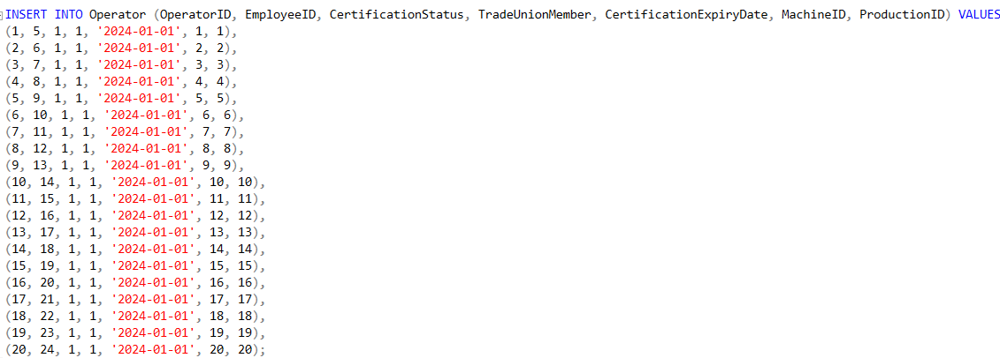 INSERT INTO Operator (OperatorID, EmployeeID, CertificationStatus, TradeUnionMember, CertificationExpiryDate, MachineID, ProductionID) VALUES
(1, 5, 1, 1, '2024-01-01', 1, 1),
(2, 6, 1, 1, '2024-01-01', 2, 2),
(3, 7, 1, 1, '2024-01-01', 3, 3),
(4, 8, 1, 1, '2024-01-01', 4, 4),
(5, 9, 1, 1, '2024-01-01', 5, 5),
(6, 10, 1, 1, '2024-01-01', 6, 6),
(7, 11, 1, 1, '2024-01-01', 7, 7),
(8, 12, 1, 1, '2024-01-01', 8, 8),
(9, 13, 1, 1, '2024-01-01', 9, 9),
(10, 14, 1, 1, '2024-01-01', 10, 10),
(11, 15, 1, 1, '2024-01-01', 11, 11),
(12, 16, 1, 1, '2024-01-01', 12, 12),
(13, 17, 1, 1, '2024-01-01', 13, 13),
(14, 18, 1, 1, '2024-01-01', 14, 14),
(15, 19, 1, 1, '2024-01-01', 15, 15),
(16, 20, 1, 1, '2024-01-01', 16, 16),
(17, 21, 1, 1, '2024-01-01', 17, 17),
(18, 22, 1, 1, '2024-01-01', 18, 18),
(19, 23, 1, 1, '2024-01-01', 19, 19),
(20, 24, 1, 1, '2024-01-01', 20, 20);